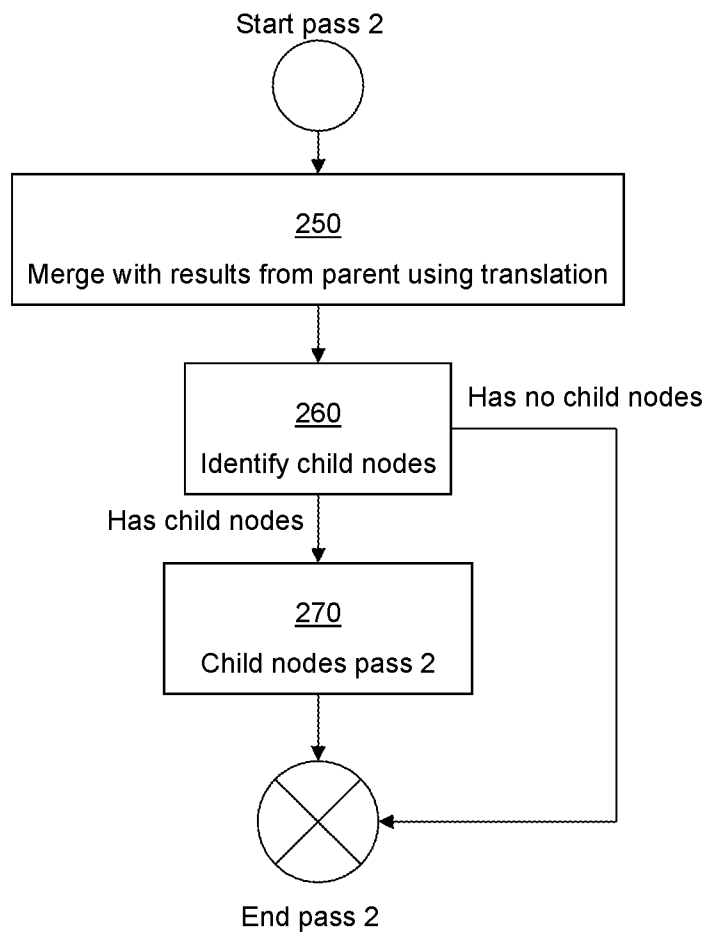 Start pass 2
250
Merge with results from parent using translation
Has no child nodes
260
Identify child nodes
Has child nodes
270
Child nodes pass 2
End pass 2